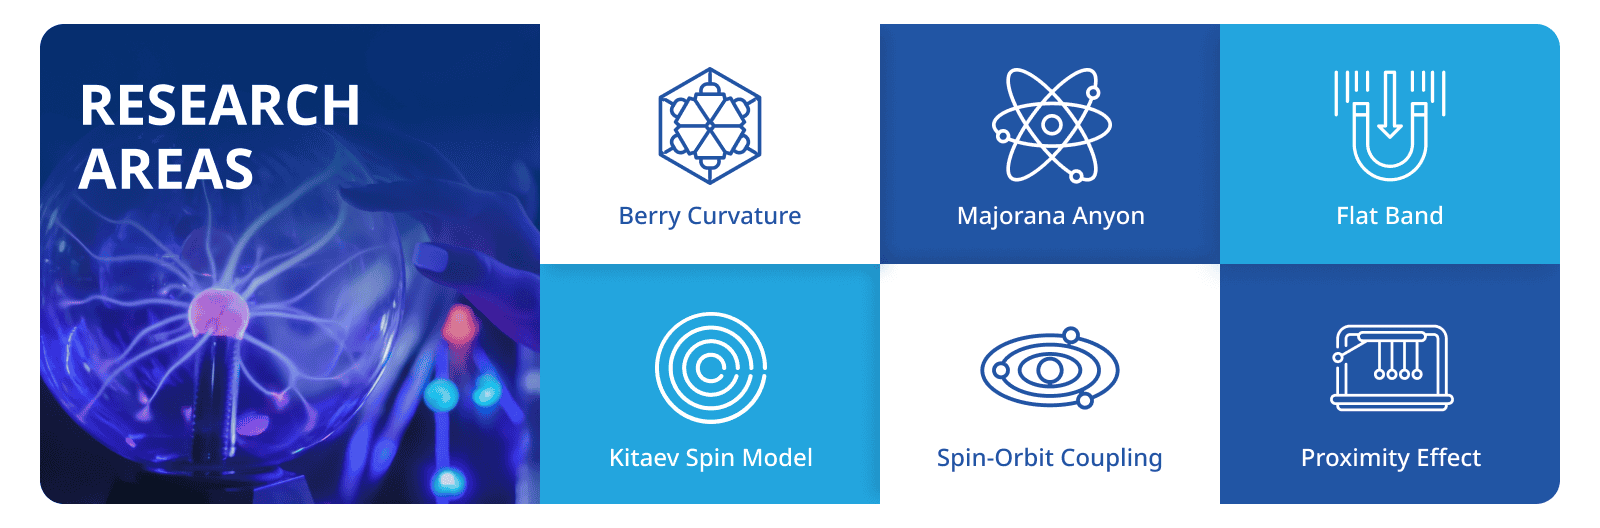 RESEARCH
AREAS
Berry Curvature
Majorana Anyon
Flat Band
Kitaev Spin Model
Spin-Orbit Coupling
Proximity Effect